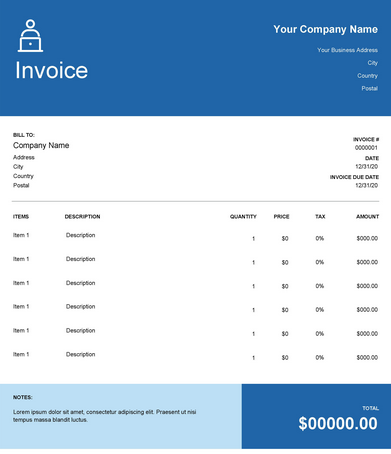 Invoice
Your Company Name
Your Business Address
City
Country
Postal
BILL TO:
Company Name
Address
City
Country
Postal
INVOICE #
0000001
DATE
12/31/20
INVOICE DUE DATE
12/31/20
ITEMS DESCRIPTION QUANTITY PRICE TAX AMOUNT
Item 1 Description 1 $0 0% $000.00
Item 1 Description 1 $0 0% $000.00
Item 1 Description 1 $0 0% $000.00
Item 1 Description 1 $0 0% $000.00
Item 1 Description 1 $0 0% $000.00
Item 1 Description 1 $0 0% $000.00
NOTES:
Lorem ipsum dolor sit amet, consectetur adipiscing elit. Praesent ut nisi
tempus massa blandit luctus.
TOTAL
$00000.00